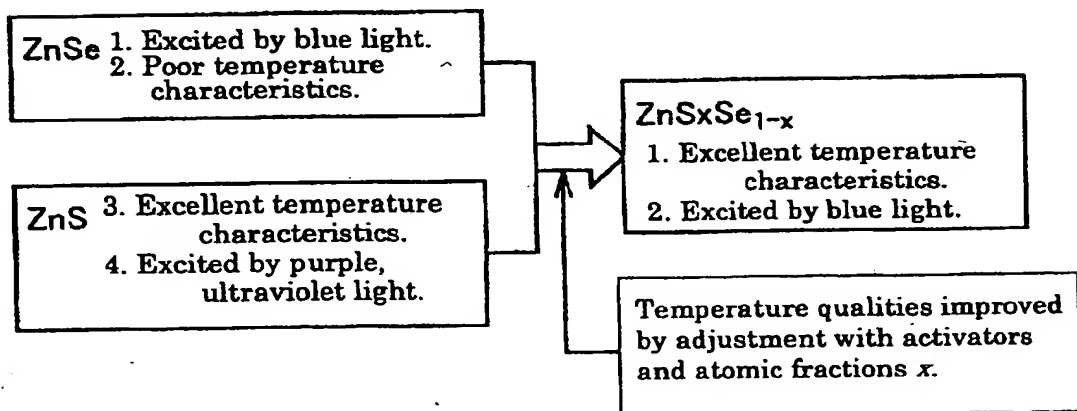 ZnSe 1. Excited by blue light.
2. Poor temperature
characteristics.
ZnS 3. Excellent temperature
characteristics.
4. Excited by purple,
ultraviolet light.
ZnSxSe1-x
1. Excellent temperature
characteristics.
2. Excited by blue light.
Temperature qualities improved
by adjustment with activators
and atomic fractions x.